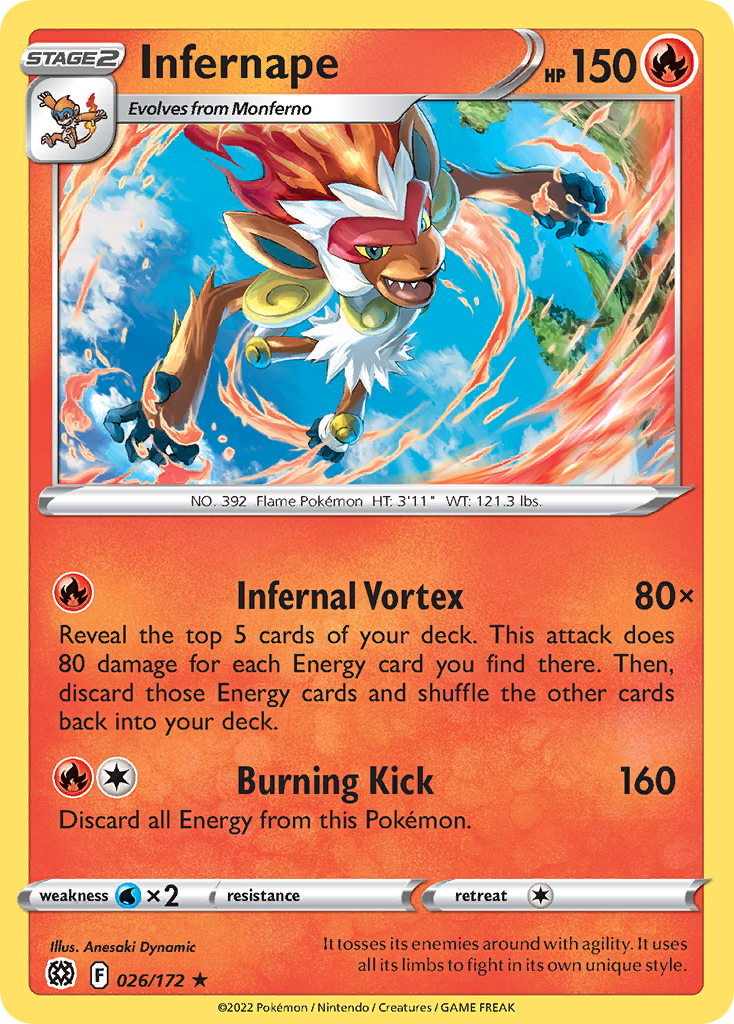 STAGE2
Infernape
HP 150
Evolves from Monferno
NO. 392 Flame Pokémon HT: 3'11" WT: 121.3 lbs.
Infernal Vortex 80×
Reveal the top 5 cards of your deck. This attack does
80 damage for each Energy card you find there. Then,
discard those Energy cards and shuffle the other cards
back into your deck.
Burning Kick 160
Discard all Energy from this Pokémon.
weakness ×2 resistance retreat
Illus. Anesaki Dynamic
It tosses its enemies around with agility. It uses
all its limbs to fight in its own unique style.
F 026/172 ★
©2022 Pokémon / Nintendo / Creatures / GAME FREAK